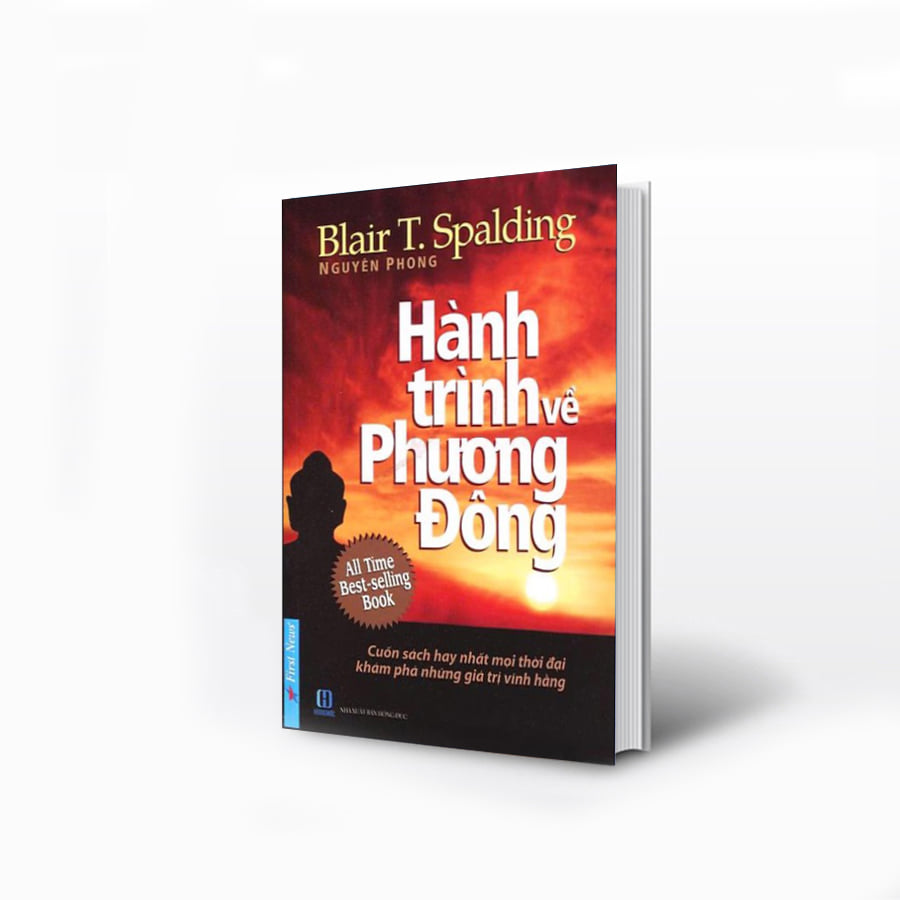 Blair T. Spalding
NGUYÊN PHONG
Hành
trình về
Phương
Đông
All Time
Best-selling
Book
Cuốn sách hay nhất mọi thời đại
khám phá những giá trị vĩnh hằng
First News
NHÀ XUẤT BẢN HỒNG ĐỨC